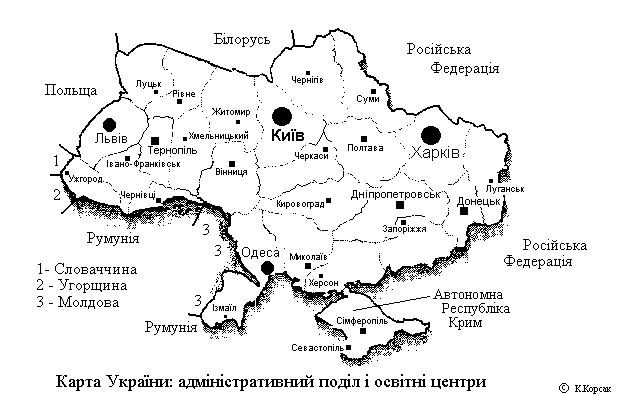 Білорусь
Російська
Федерація
Польща
Луцьк
Рівне
Чернігів
Суми
Житомир
Київ
Львів
Хмельницький
Тернопіль
Полтава
Харків
Черкаси
Івано-Франківськ
Вінниця
1
Ужгород
Луганськ
2
Чернівці
Кировоград
Дніпропетровськ
Донецьк
3
Румунія
Запоріжжя
3
Одеса
Миколаїв
Російська
Федерація
1- Словаччина
2 - Угорщина
3 - Молдова
Херсон
3
Ізмаїл
Румунія
Автономна
Республіка
Крим
Сімферопіль
Севастопіль
Карта України: адміністративний поділ і освітні центри
© К.Корсак